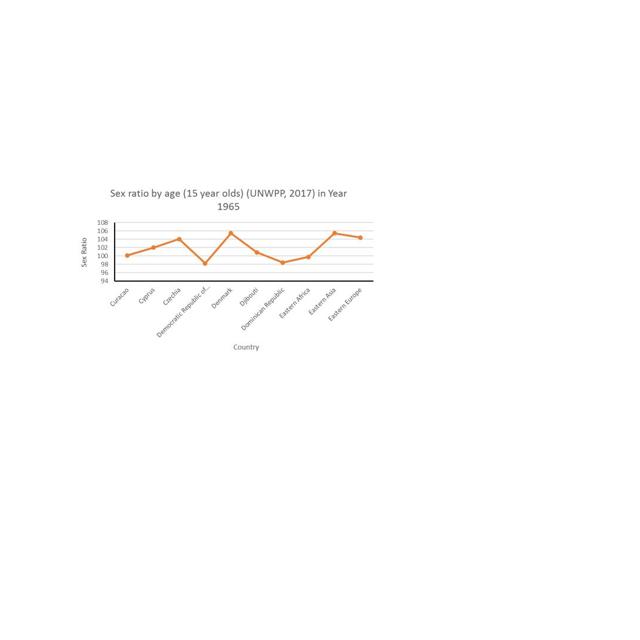 Sex ratio by age (15 year olds) (UNWPP, 2017) in Year
1965
108
106
104
102
100
98
96
94
Sex Ratio
Curacao
Cyprus
Czechia
Democratic Republic of...
Denmark
Djibouti
Dominican Republic
Eastern Africa
Eastern Asia
Eastern Europe
Country